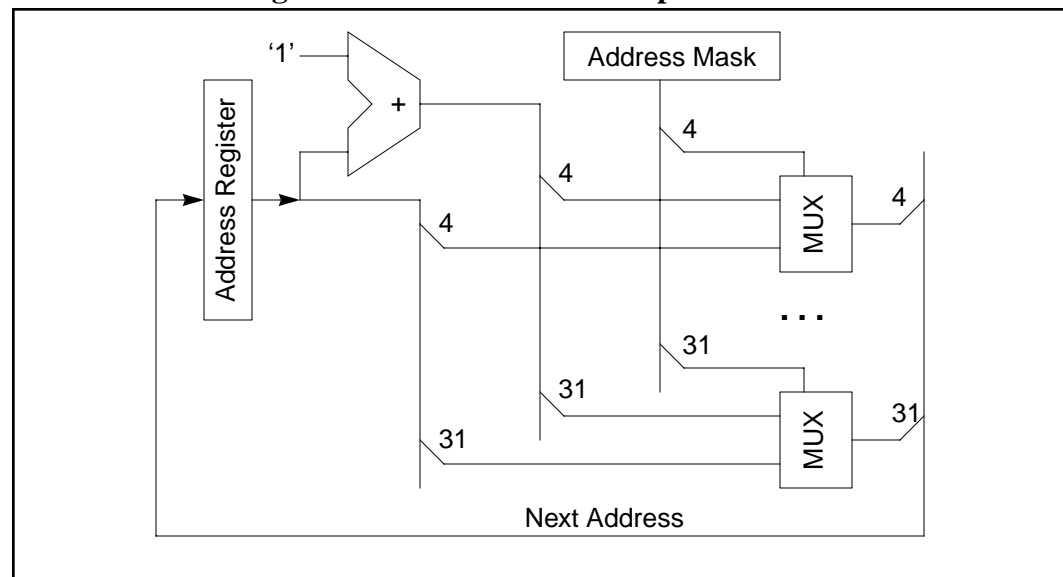 ‘1’
+
Address Mask
Address Register
4
4
4
4
MUX
. . .
31
31
31
31
MUX
Next Address